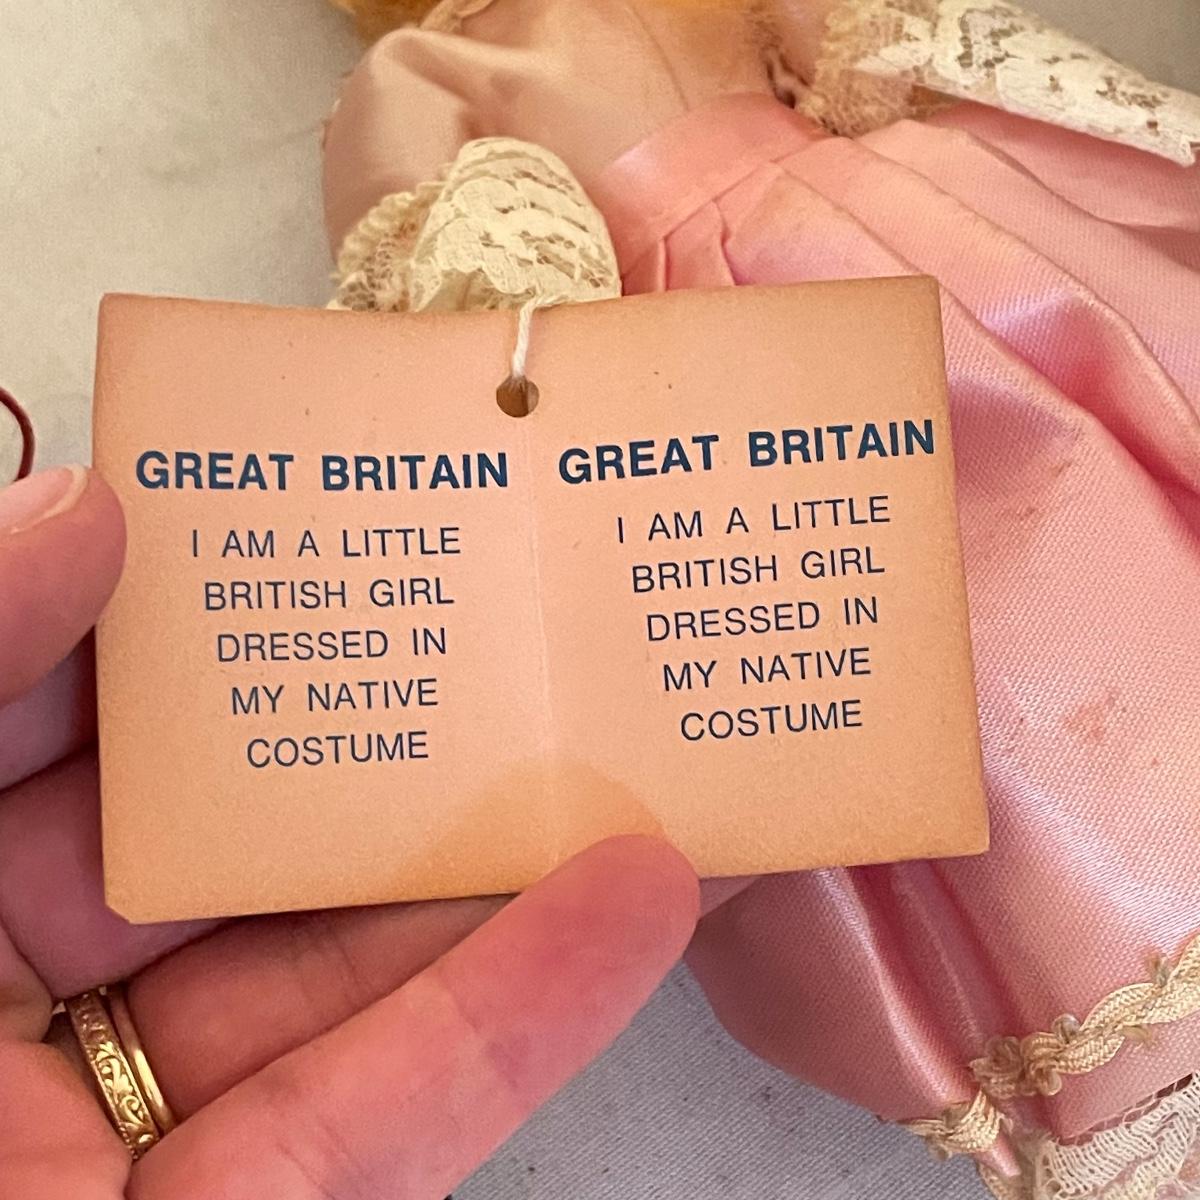 GREAT BRITAIN
I AM A LITTLE
BRITISH GIRL
DRESSED IN
MY NATIVE
COSTUME
GREAT BRITAIN
I AM A LITTLE
BRITISH GIRL
DRESSED IN
MY NATIVE
COSTUME